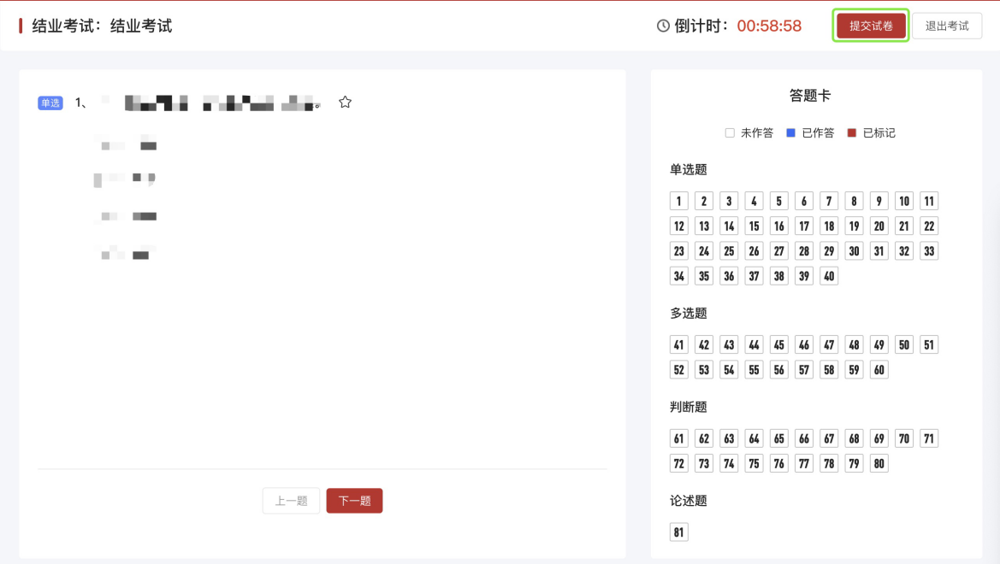 结业考试：结业考试
倒计时：00:58:58
提交试卷
退出考试
单选 1、
。
上一题
下一题
答题卡
未作答 已作答 已标记
单选题
1 2 3 4 5 6 7 8 9 10 11
12 13 14 15 16 17 18 19 20 21 22
23 24 25 26 27 28 29 30 31 32 33
34 35 36 37 38 39 40
多选题
41 42 43 44 45 46 47 48 49 50 51
52 53 54 55 56 57 58 59 60
判断题
61 62 63 64 65 66 67 68 69 70 71
72 73 74 75 76 77 78 79 80
论述题
81